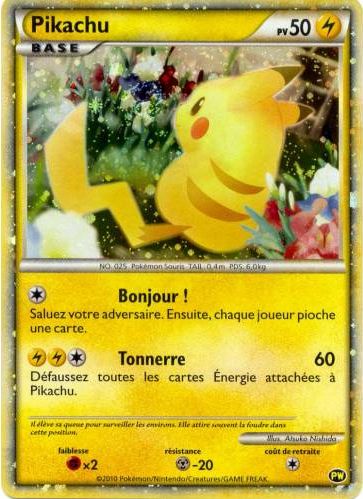 Pikachu PV 50
BASE
NO. 025 Pokémon Souris TAIL: 0,4m PDS: 6,0kg
Bonjour !
Saluez votre adversaire. Ensuite, chaque joueur pioche
une carte.
Tonnerre 60
Défaussez toutes les cartes Énergie attachées à
Pikachu.
Il élève sa queue pour surveiller les environs. Elle attire souvent la foudre dans
cette position.
Illus. Atsuko Nishida
faiblesse résistance coût de retraite
x2 -20
©2010 Pokémon/Nintendo/Creatures/GAME FREAK.
PW